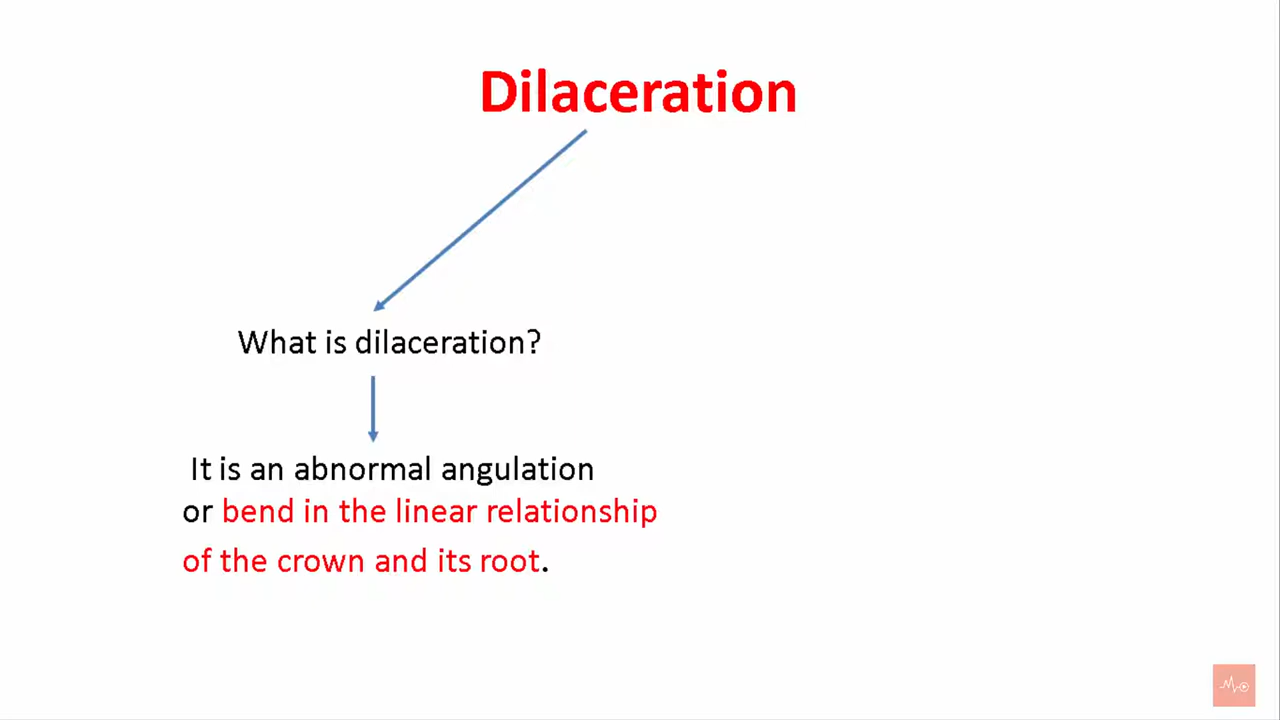 Dilaceration
What is dilaceration?
It is an abnormal angulation
or bend in the linear relationship
of the crown and its root.